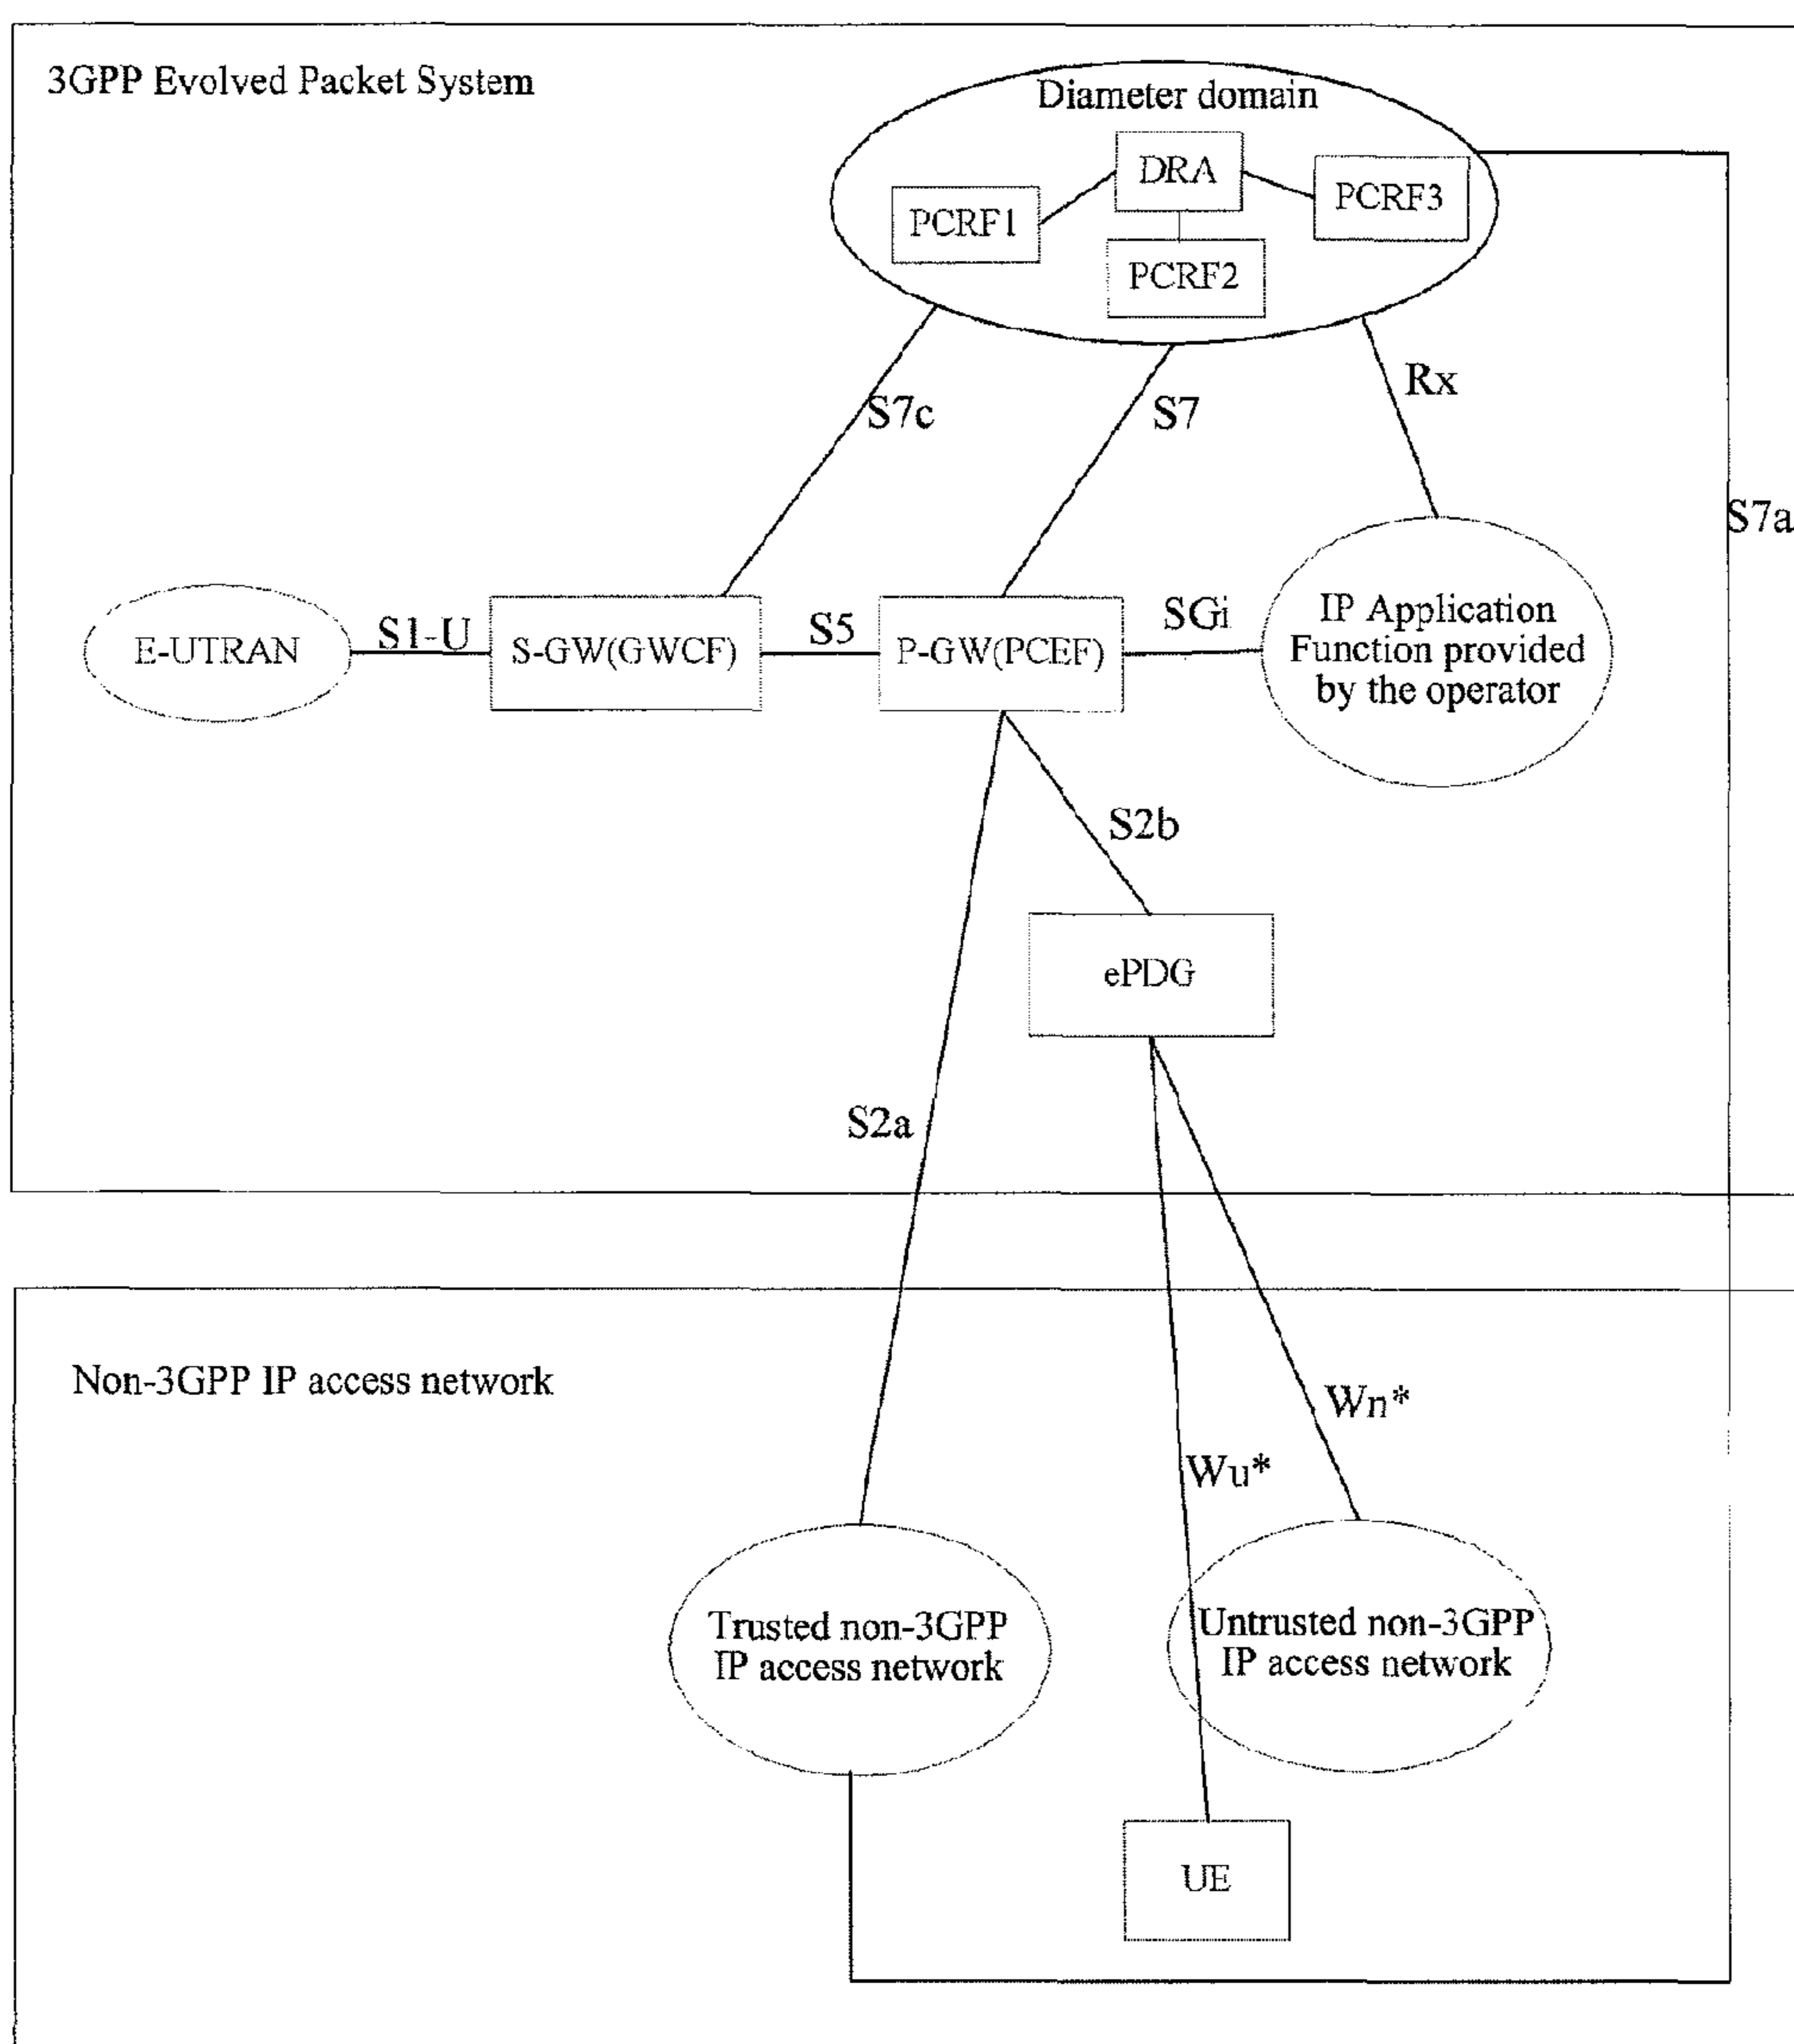 3GPP Evolved Packet System
Diameter domain
DRA
PCRF1
PCRF3
PCRF2
S7c
S7
Rx
S7a
E-UTRAN
S1-U
S-GW(GWCF)
S5
P-GW(PCEF)
SGi
IP Application
Function provided
by the operator
S2b
ePDG
S2a
Non-3GPP IP access network
Wn*
Wu*
Trusted non-3GPP
IP access network
Untrusted non-3GPP
IP access network
UE